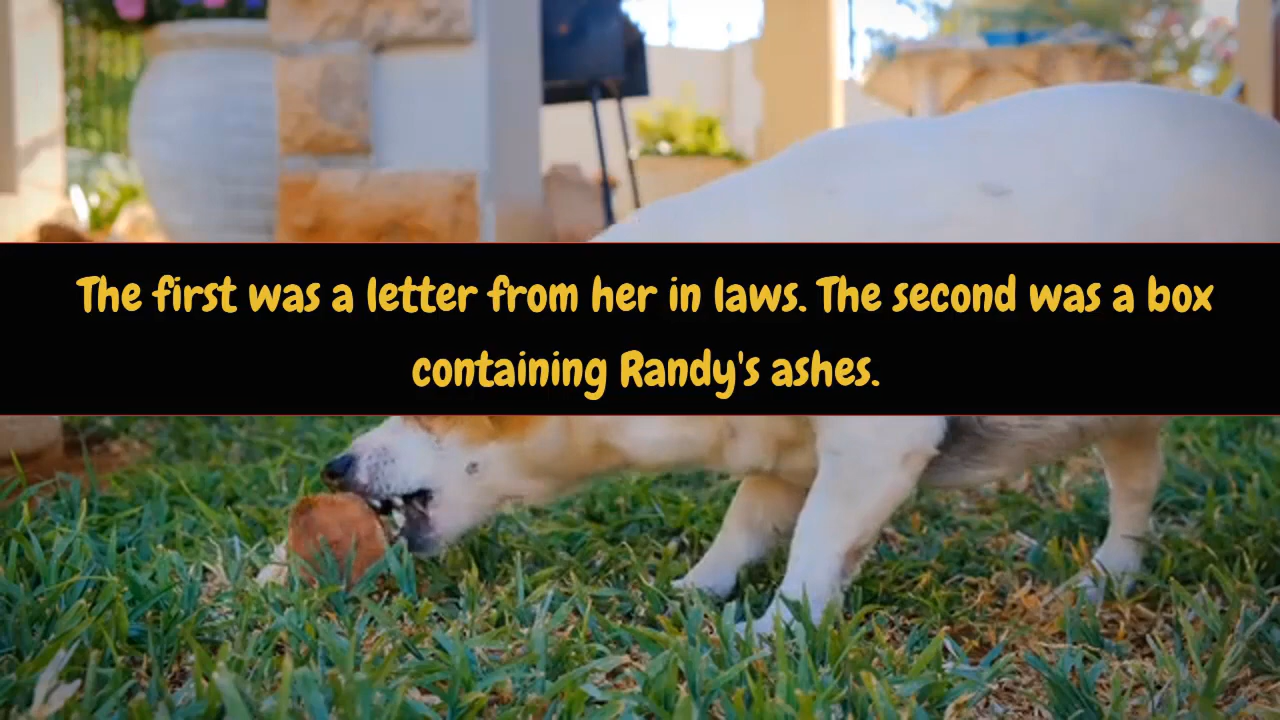 The first was a letter from her in laws. The second was a box
containing Randy's ashes.